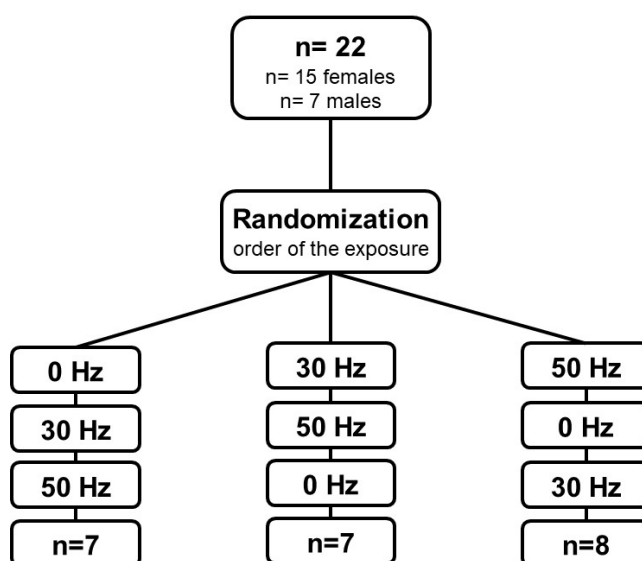 n= 22
n= 15 females
n= 7 males
Randomization
order of the exposure
0 Hz
30 Hz
50 Hz
n=7
30 Hz
50 Hz
0 Hz
n=7
50 Hz
0 Hz
30 Hz
n=8